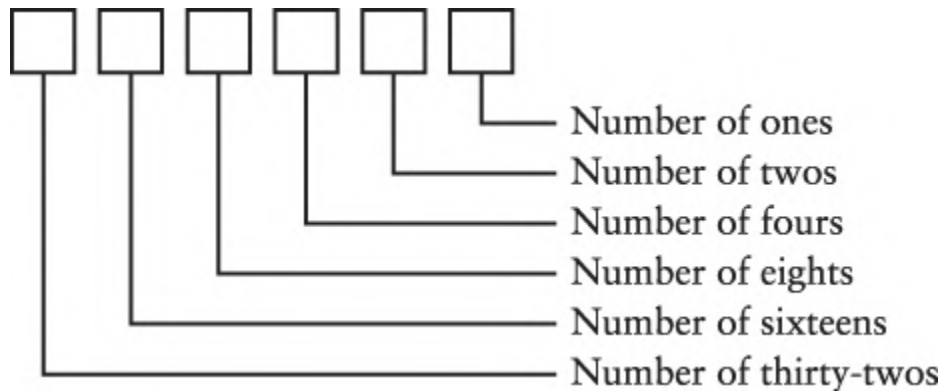 Number of ones
Number of twos
Number of fours
Number of eights
Number of sixteens
Number of thirty-twos